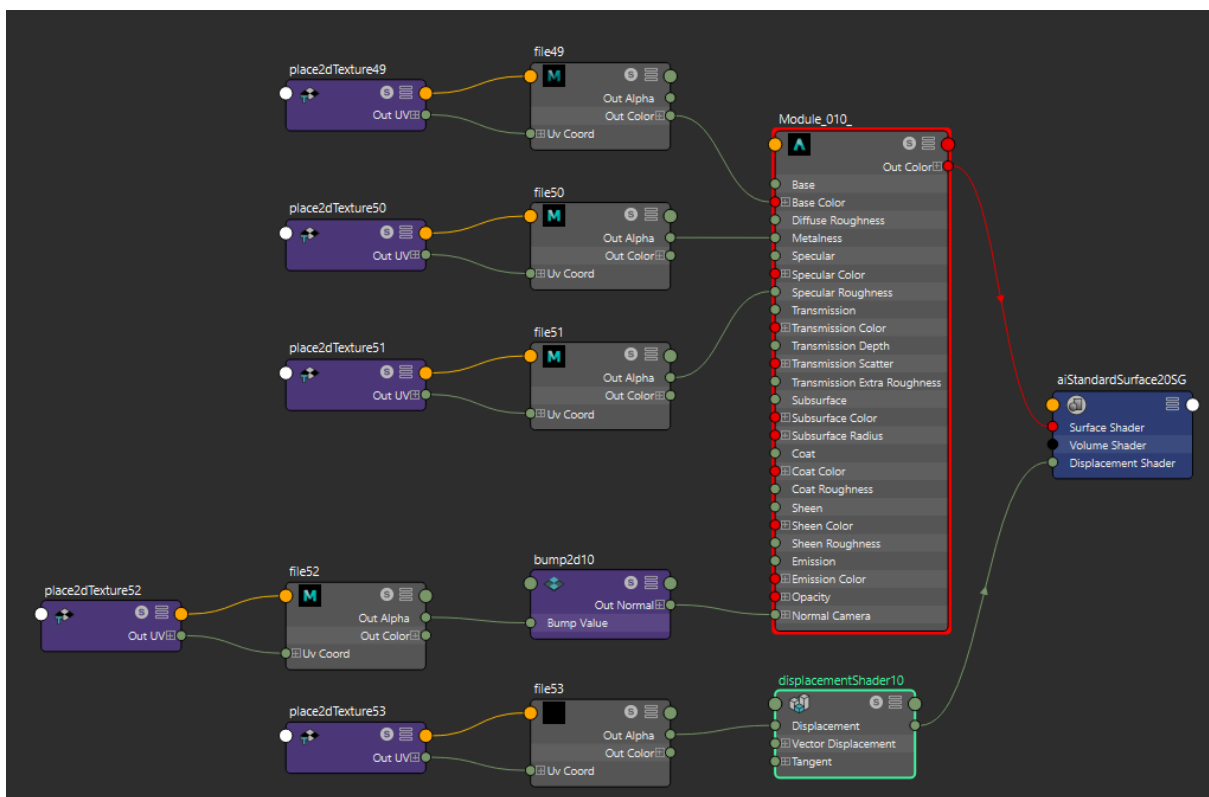 place2dTexture49
Out UV
file49
Out Alpha
Out Color
Uv Coord
place2dTexture50
Out UV
file50
Out Alpha
Out Color
Uv Coord
place2dTexture51
Out UV
file51
Out Alpha
Out Color
Uv Coord
place2dTexture52
Out UV
file52
Out Alpha
Out Color
Uv Coord
bump2d10
Out Normal
Bump Value
place2dTexture53
Out UV
file53
Out Alpha
Out Color
Uv Coord
Module_010_
Out Color
Base
Base Color
Diffuse Roughness
Metalness
Specular
Specular Color
Specular Roughness
Transmission
Transmission Color
Transmission Depth
Transmission Scatter
Transmission Extra Roughness
Subsurface
Subsurface Color
Subsurface Radius
Coat
Coat Color
Coat Roughness
Sheen
Sheen Color
Sheen Roughness
Emission
Emission Color
Opacity
Normal Camera
displacementShader10
Displacement
Vector Displacement
Tangent
aiStandardSurface20SG
Surface Shader
Volume Shader
Displacement Shader